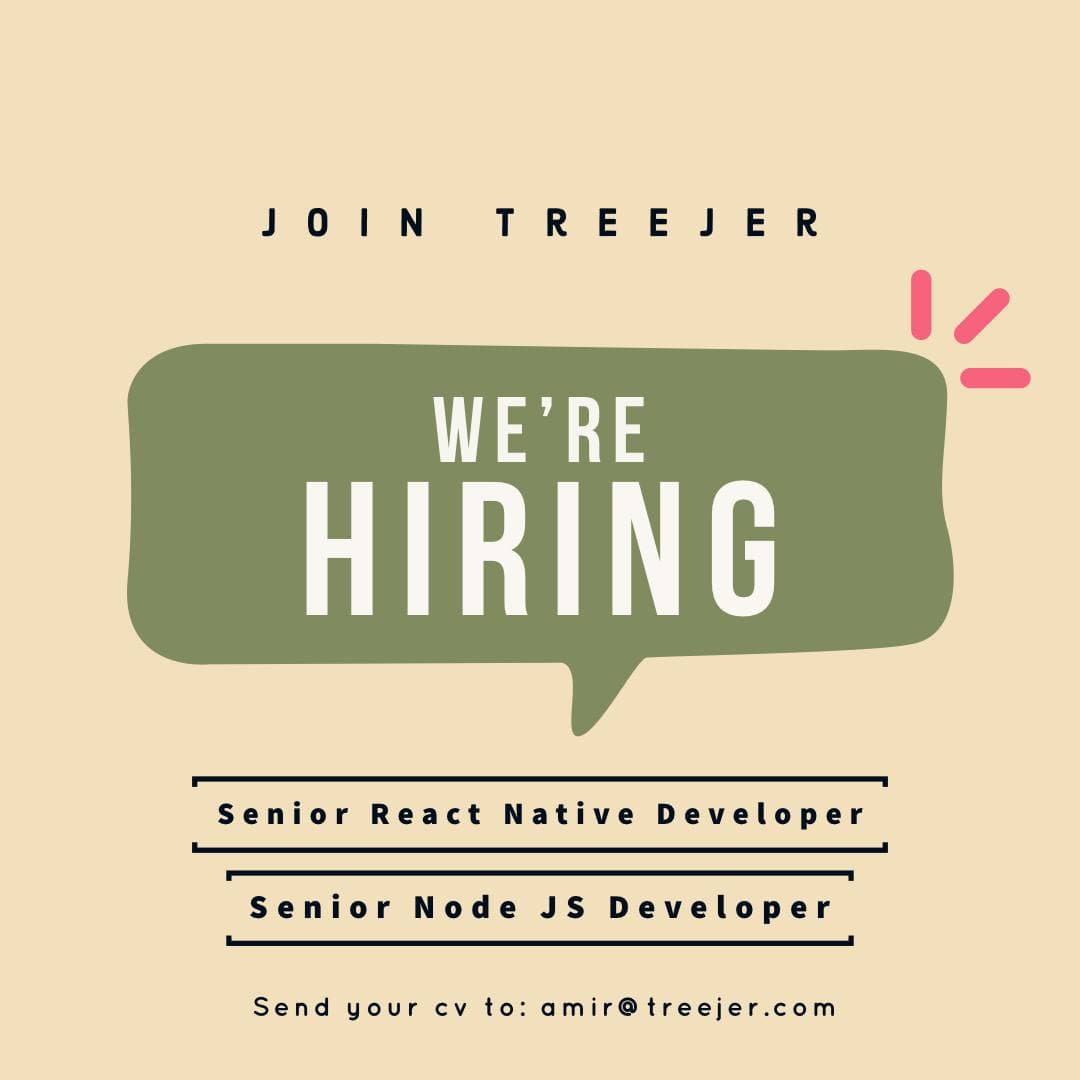 JOIN TREEJER
WE'RE
HIRING
Senior React Native Developer
Senior Node JS Developer
Send your cv to: amir@treejer.com